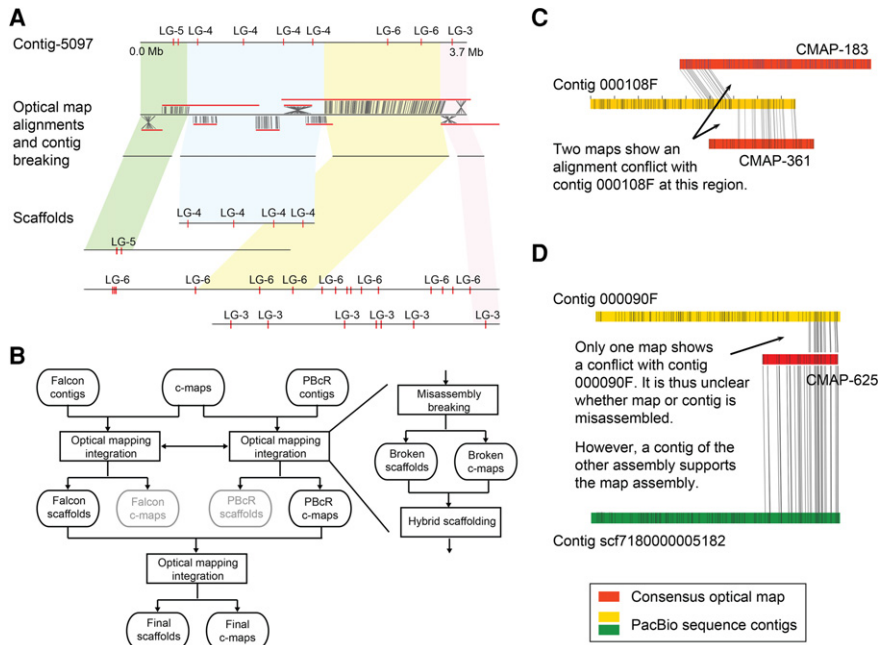 A
LG-5 LG-4 LG-4 LG-4 LG-4 LG-6 LG-6 LG-3
Contig-5097
0.0 Mb 3.7 Mb
Optical map
alignments
and contig
breaking
LG-4 LG-4 LG-4 LG-4
Scaffolds
LG-5
LG-6 LG-6 LG-6 LG-6 LG-6 LG-6 LG-6 LG-6
LG-3 LG-3 LG-3 LG-3 LG-3 LG-3
B
Falcon
contigs
c-maps
PBcR
contigs
Optical mapping
integration
Optical mapping
integration
Falcon
scaffolds
Falcon
c-maps
PBcR
scaffolds
PBcR
c-maps
Optical mapping
integration
Final
scaffolds
Final
c-maps
Misassembly
breaking
Broken
scaffolds
Broken
c-maps
Hybrid scaffolding
C
CMAP-183
Contig 000108F
Two maps show an
alignment conflict with
contig 000108F at this region.
CMAP-361
D
Contig 000090F
Only one map shows
a conflict with contig
000090F. It is thus unclear
whether map or contig is
misassembled.
CMAP-625
However, a contig of the
other assembly supports
the map assembly.
Contig scf7180000005182
Consensus optical map
PacBio sequence contigs